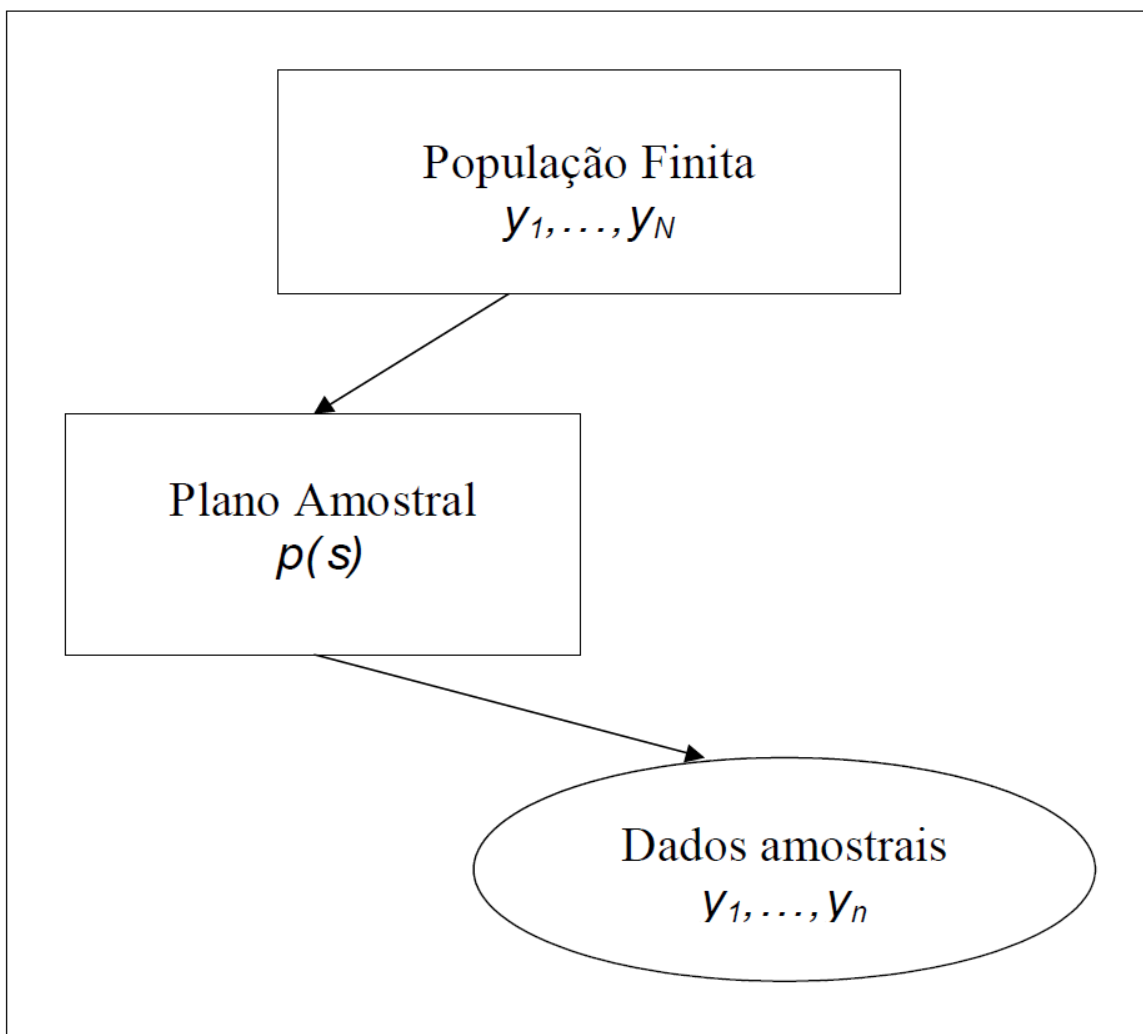 População Finita
y1,...,yN
Plano Amostral
p(s)
Dados amostrais
y1,...,yn